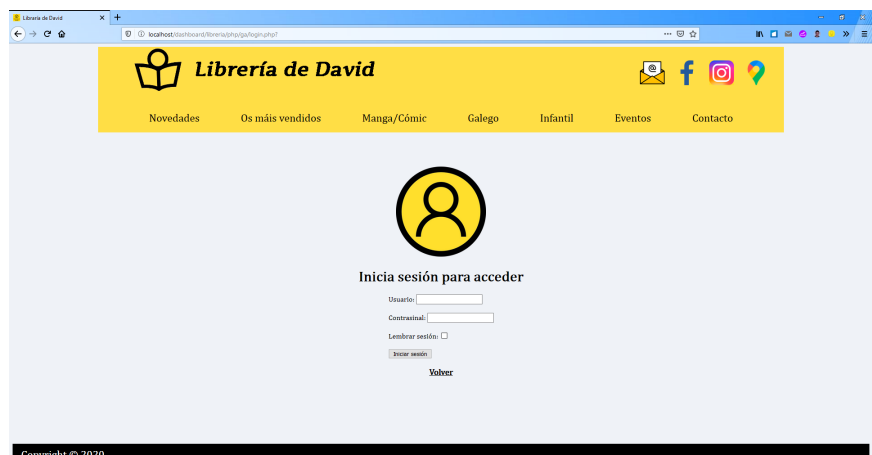 Libraria de David
localhost/dashboard/libreria/php/ga/login.php?
Librería de David
Novedades Os máis vendidos Manga/Cómic Galego Infantil Eventos Contacto
Inicia sesión para acceder
Usuario:
Contrasinal:
Lembrar sesión:
Iniciar sesión
Volver
Copyright © 2020